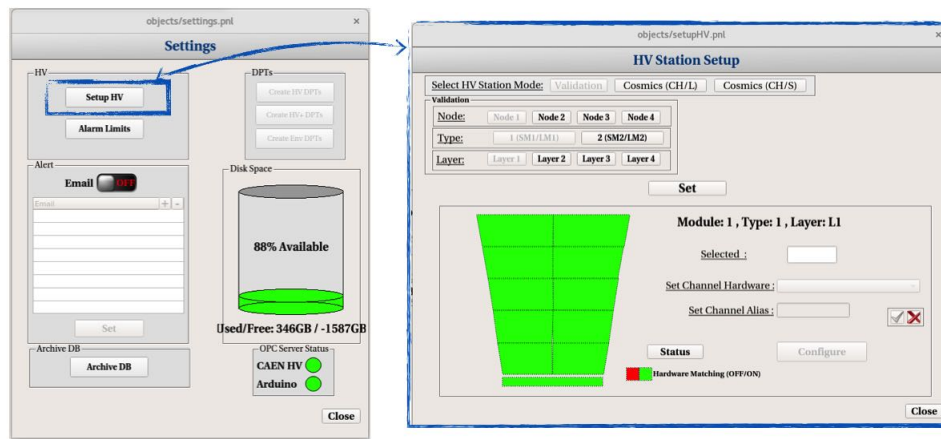 objects/settings.pnl
×
Settings
HV
Setup HV
Alarm Limits
DPTs
Create HV DPTs
Create HV+ DPTs
Create Env DPTs
Alert
Email OFF
Email + -
Set
Disk Space
88% Available
Used/Free: 346GB / -1587GB
Archive DB
Archive DB
OPC Server Status
CAEN HV
Arduino
Close
objects/setupHV.pnl
×
HV Station Setup
Select HV Station Mode: Validation Cosmics (CH/L) Cosmics (CH/S)
Validation
Node: Node 1 Node 2 Node 3 Node 4
Type: 1 (SM1/LM1) 2 (SM2/LM2)
Layer: Layer 1 Layer 2 Layer 3 Layer 4
Set
Module: 1 , Type: 1 , Layer: L1
Selected :
Set Channel Hardware :
Set Channel Alias :
Status Configure
Hardware Matching (OFF/ON)
Close